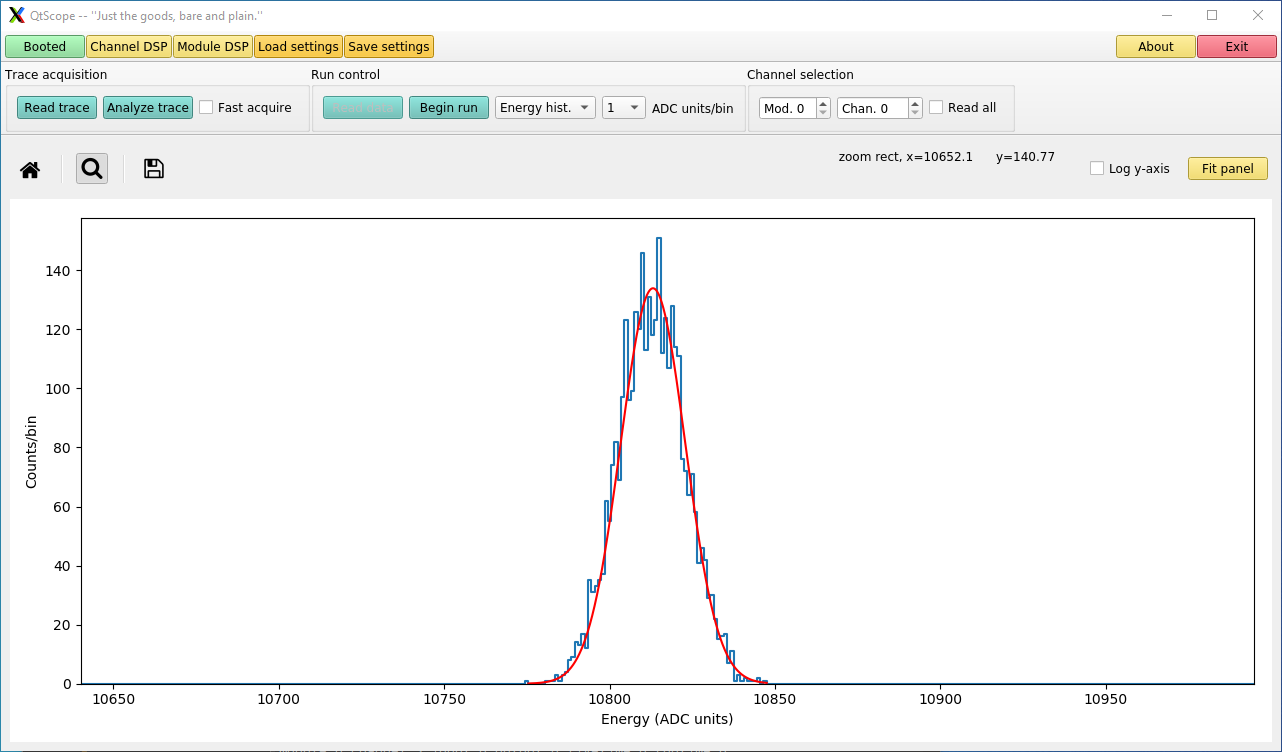 QtScope -- "Just the goods, bare and plain."
Booted Channel DSP Module DSP Load settings Save settings About Exit
Trace acquisition Run control Channel selection
Read trace Analyze trace Fast acquire Begin run Energy hist. 1 ADC units/bin Mod. 0 Chan. 0 Read all
zoom rect, x=10652.1 y=140.77
Log y-axis Fit panel
140
120
100
80
60
40
20
0
Counts/bin
10650 10700 10750 10800 10850 10900 10950
Energy (ADC units)